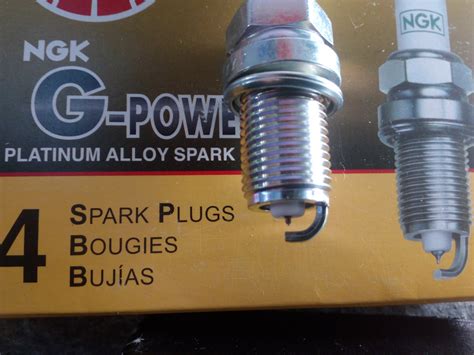 NGK
NGK
G-POWE
PLATINUM ALLOY SPARK
4
SPARK PLUGS
BOUGIES
BUJÍAS